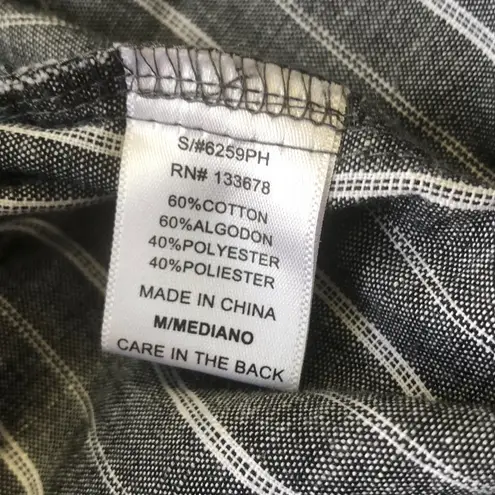 S/#6259PH
RN# 133678
60%COTTON
60%ALGODON
40%POLYESTER
40%POLIESTER
MADE IN CHINA
M/MEDIANO
CARE IN THE BACK